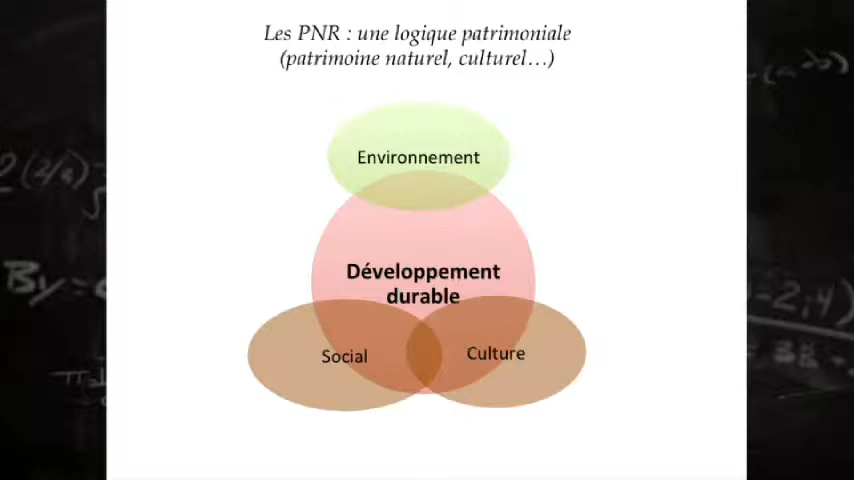 Les PNR : une logique patrimoniale
(patrimoine naturel, culturel…)
Environnement
Développement
durable
Social
Culture